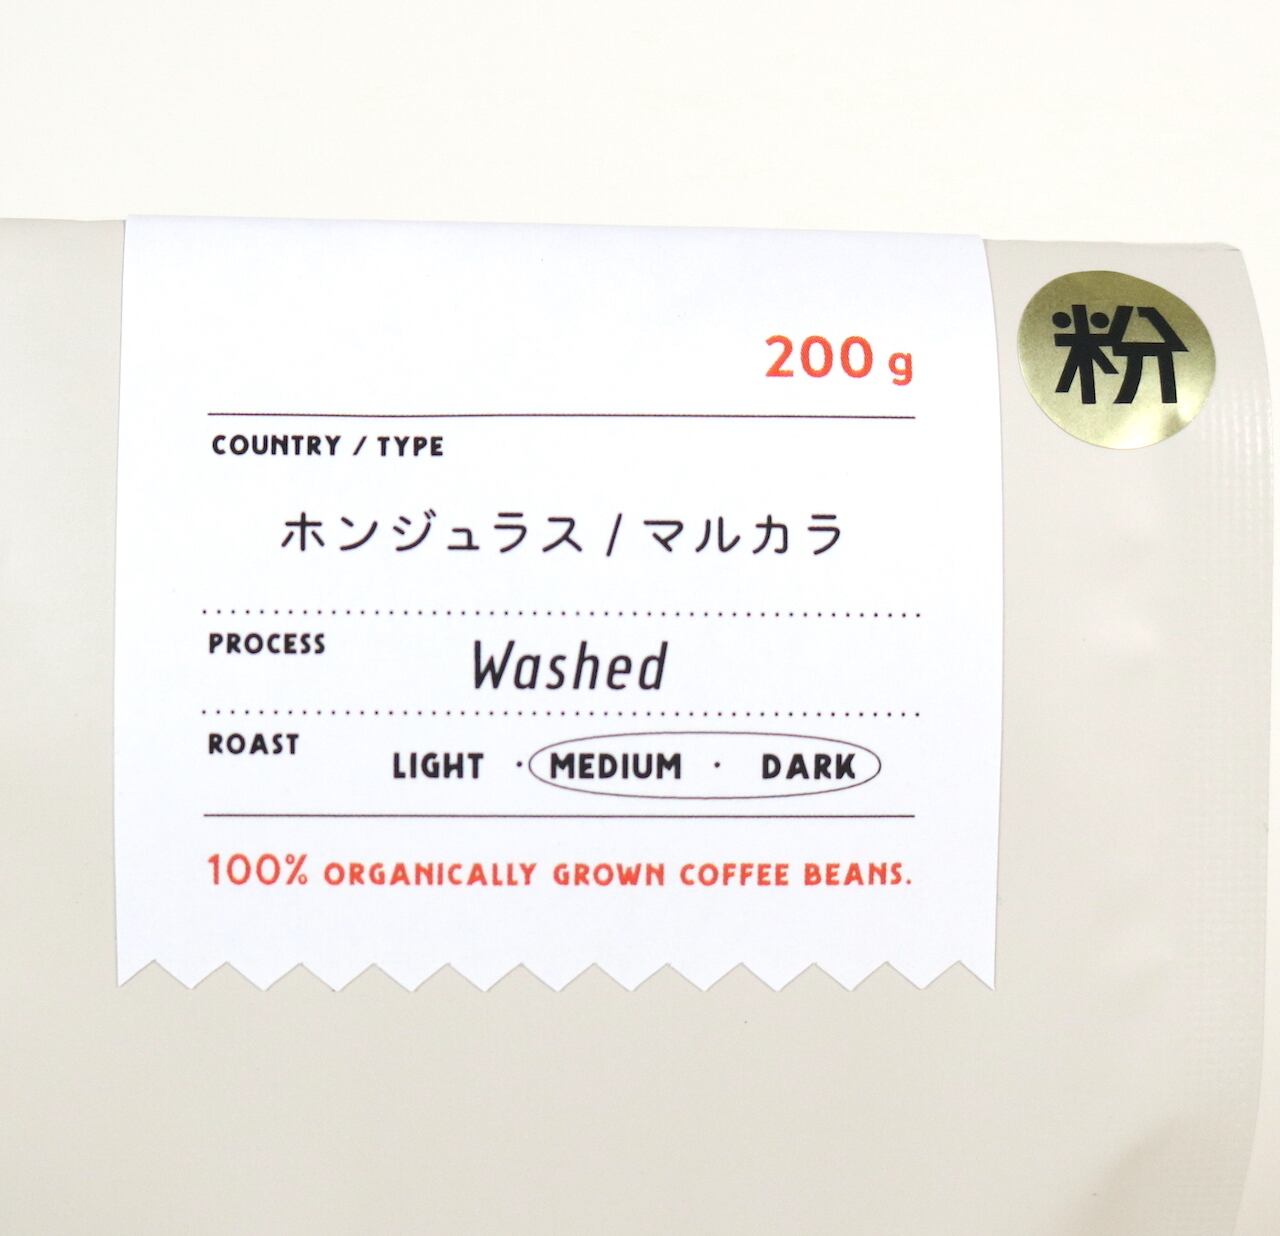 200g
粉
COUNTRY / TYPE
ホンジュラス / マルカラ
PROCESS
Washed
ROAST
LIGHT · MEDIUM · DARK
100% ORGANICALLY GROWN COFFEE BEANS.